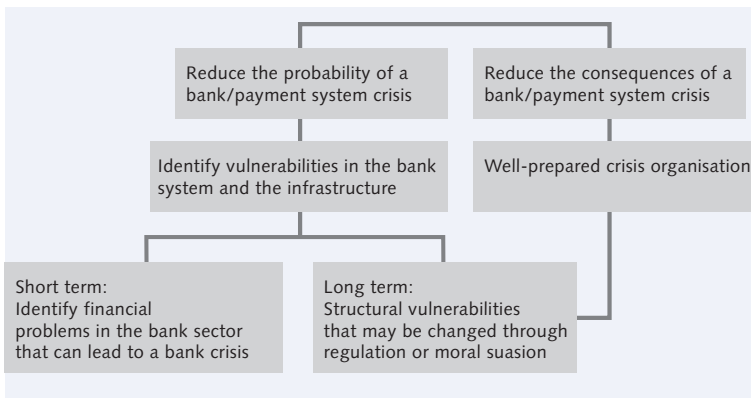 Reduce the probability of a
bank/payment system crisis
Reduce the consequences of a
bank/payment system crisis
Identify vulnerabilities in the bank
system and the infrastructure
Well-prepared crisis organisation
Short term:
Identify financial
problems in the bank sector
that can lead to a bank crisis
Long term:
Structural vulnerabilities
that may be changed through
regulation or moral suasion